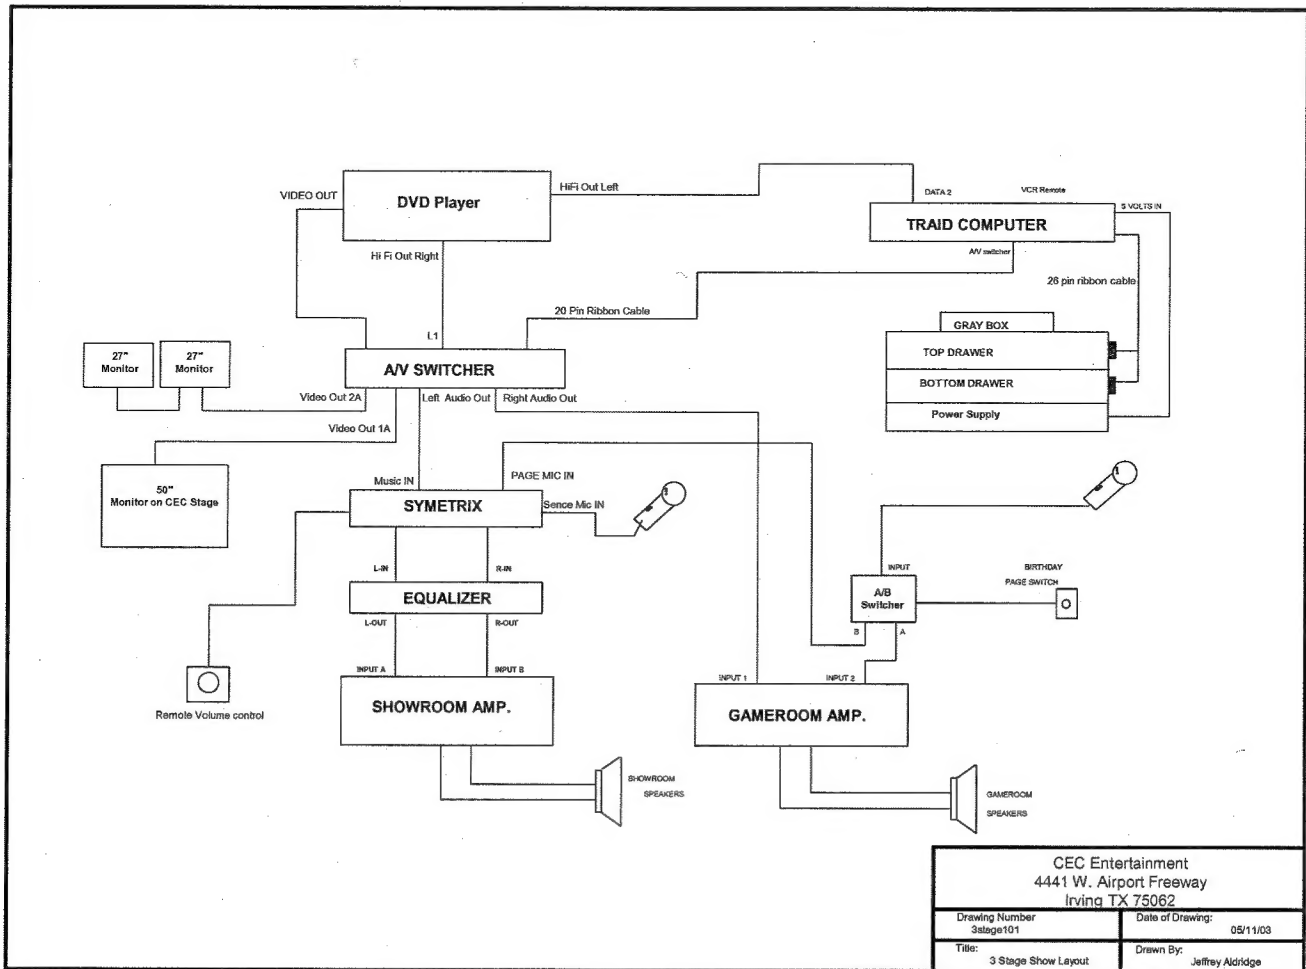 HiFi Out Left
DATA 2
VCR Remote
VIDEO OUT
DVD Player
5 VOLTS IN
TRAID COMPUTER
Hi Fi Out Right
A/V switcher
26 pin ribbon cable
20 Pin Ribbon Cable
L1
GRAY BOX
27"
Monitor
27"
Monitor
TOP DRAWER
A/V SWITCHER
BOTTOM DRAWER
Video Out 2A
Left Audio Out
Right Audio Out
Power Supply
Video Out 1A
Music IN
PAGE MIC IN
50"
Monitor on CEC Stage
SYMETRIX
Sence Mic IN
L-IN
R-IN
INPUT
BIRTHDAY
PAGE SWITCH
A/B
Switcher
EQUALIZER
L-OUT
R-OUT
B
A
INPUT A
INPUT B
INPUT 1
INPUT 2
SHOWROOM AMP.
GAMEROOM AMP.
Remote Volume control
SHOWROOM
SPEAKERS
GAMEROOM
SPEAKERS
CEC Entertainment
4441 W. Airport Freeway
Irving TX 75062
Drawing Number
3stage101
Date of Drawing:
05/11/03
Title:
3 Stage Show Layout
Drawn By:
Jeffrey Aldridge